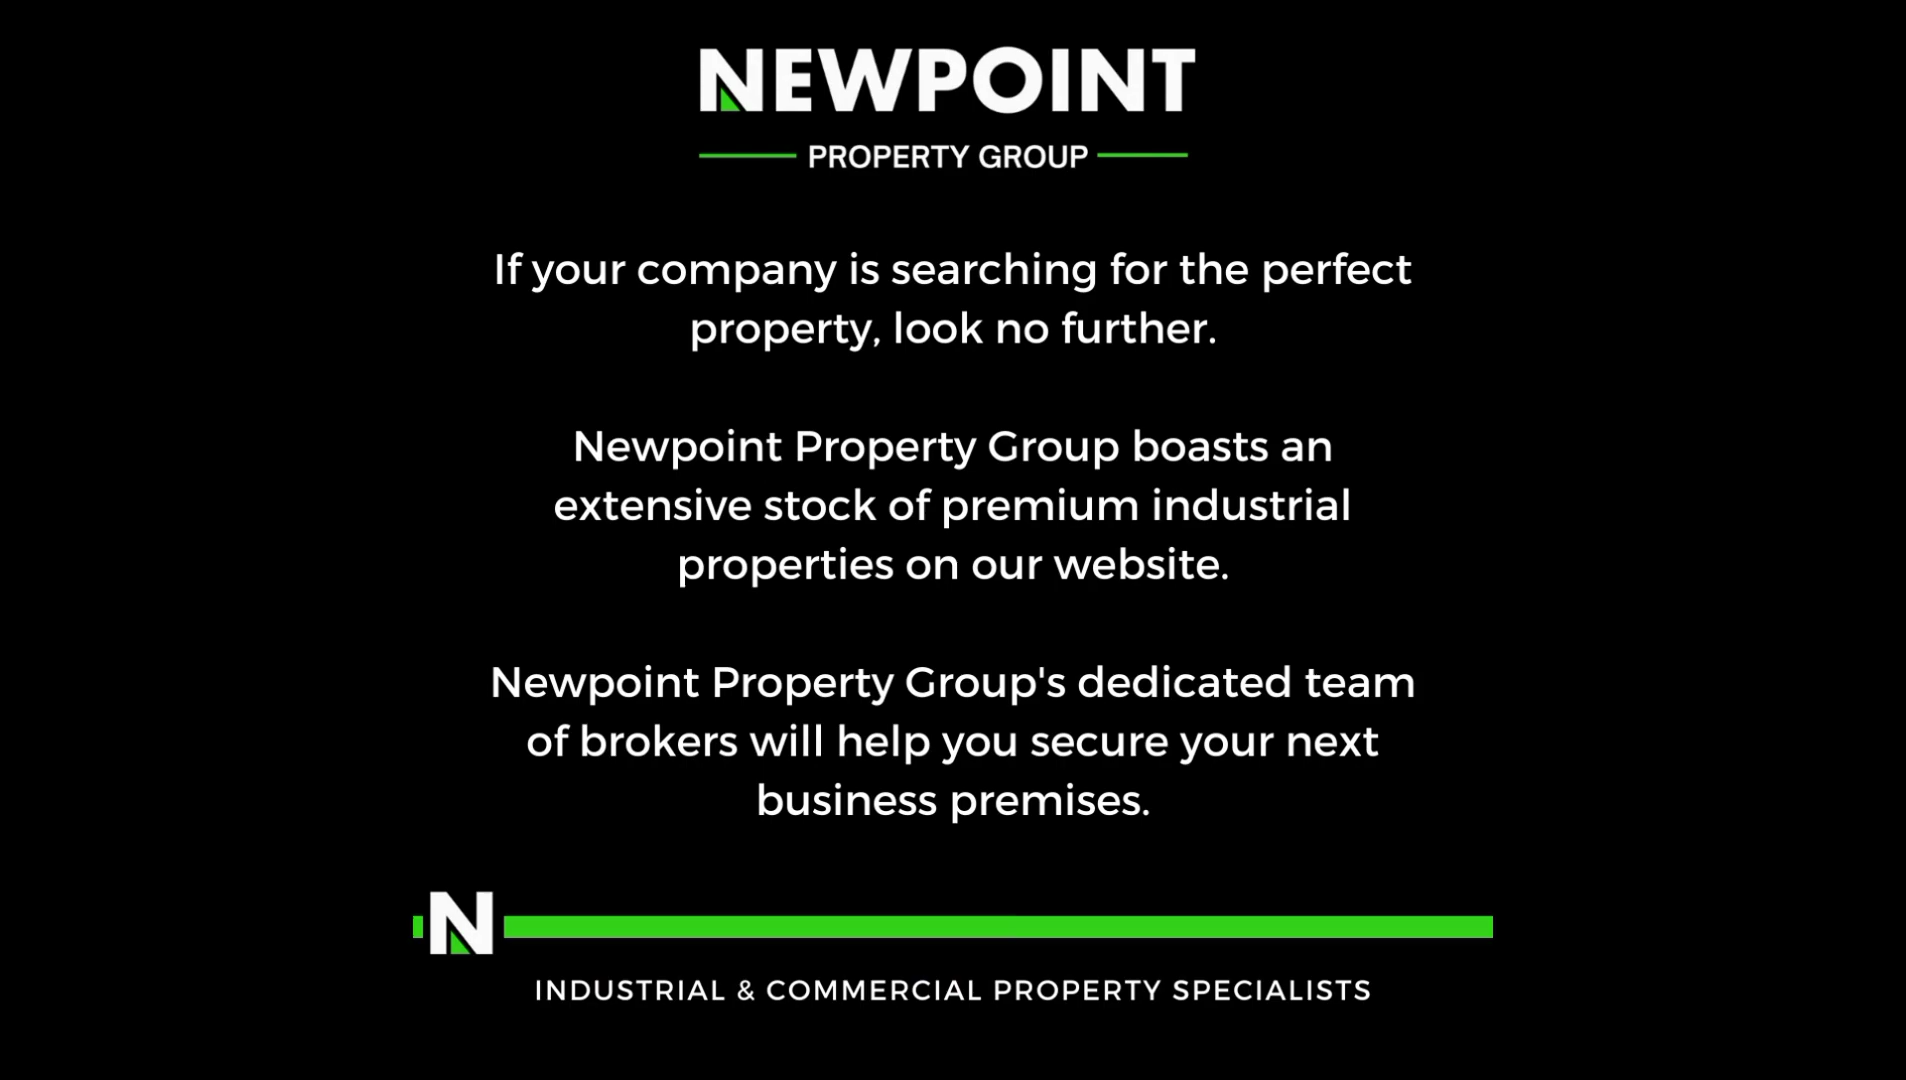 NEWPOINT
PROPERTY GROUP
If your company is searching for the perfect
property, look no further.
Newpoint Property Group boasts an
extensive stock of premium industrial
properties on our website.
Newpoint Property Group's dedicated team
of brokers will help you secure your next
business premises.
N
INDUSTRIAL & COMMERCIAL PROPERTY SPECIALISTS